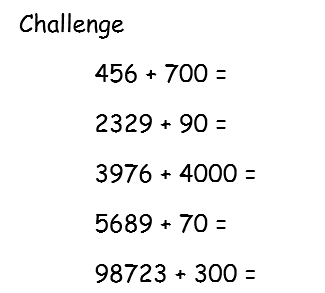 Challenge
456 + 700 =
2329 + 90 =
3976 + 4000 =
5689 + 70 =
98723 + 300 =